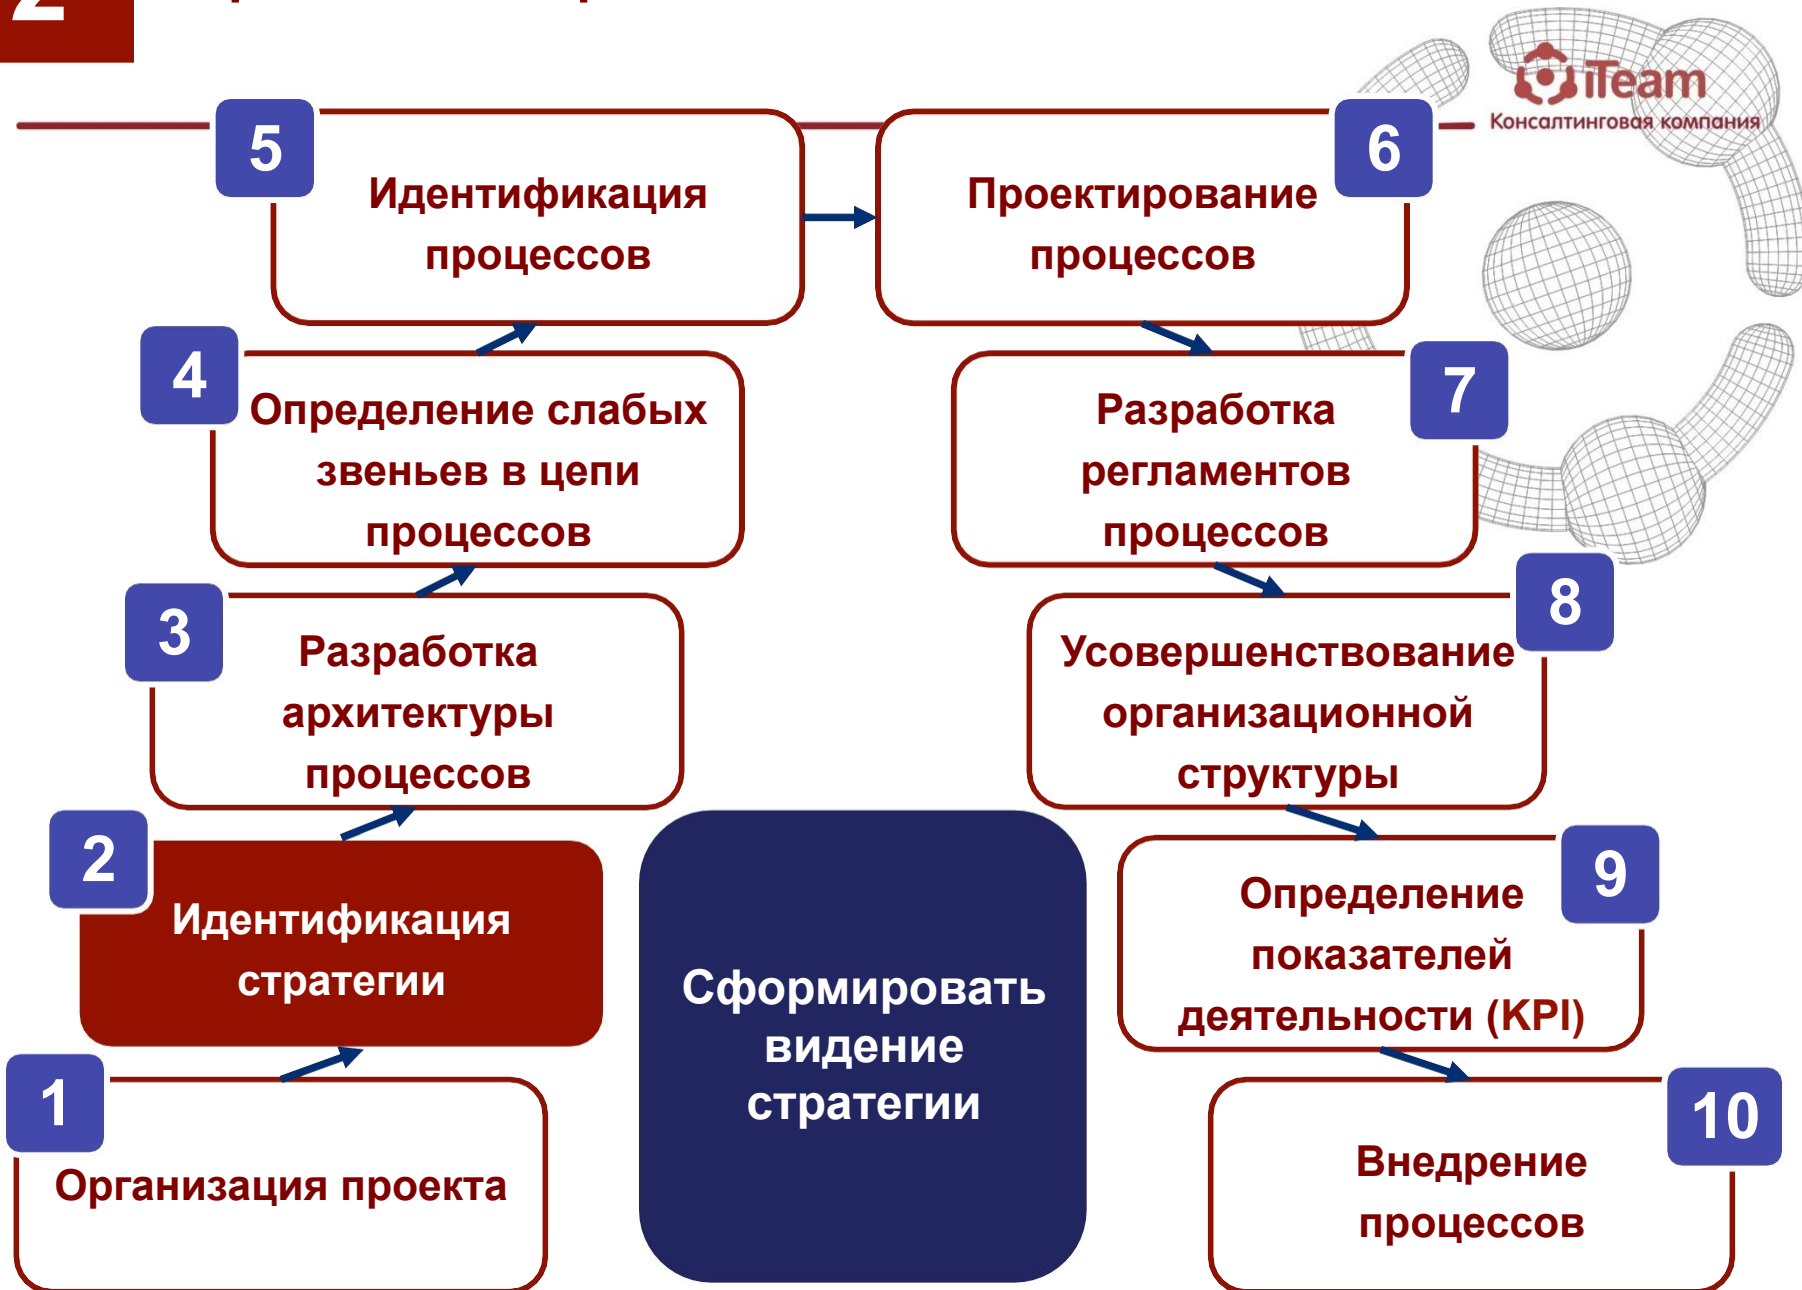 2
iTeam
Консалтинговая компания
5
Идентификация
процессов
6
Проектирование
процессов
4
Определение слабых
звеньев в цепи
процессов
7
Разработка
регламентов
процессов
3
Разработка
архитектуры
процессов
8
Усовершенствование
организационной
структуры
2
Идентификация
стратегии
Сформировать
видение
стратегии
9
Определение
показателей
деятельности (KPI)
1
Организация проекта
10
Внедрение
процессов